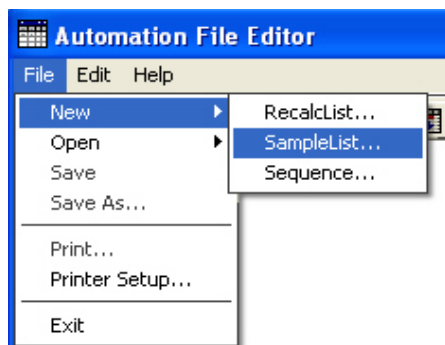 Automation File Editor
File Edit Help
New RecalcList...
Open SampleList...
Save Sequence...
Save As...
Print...
Printer Setup...
Exit